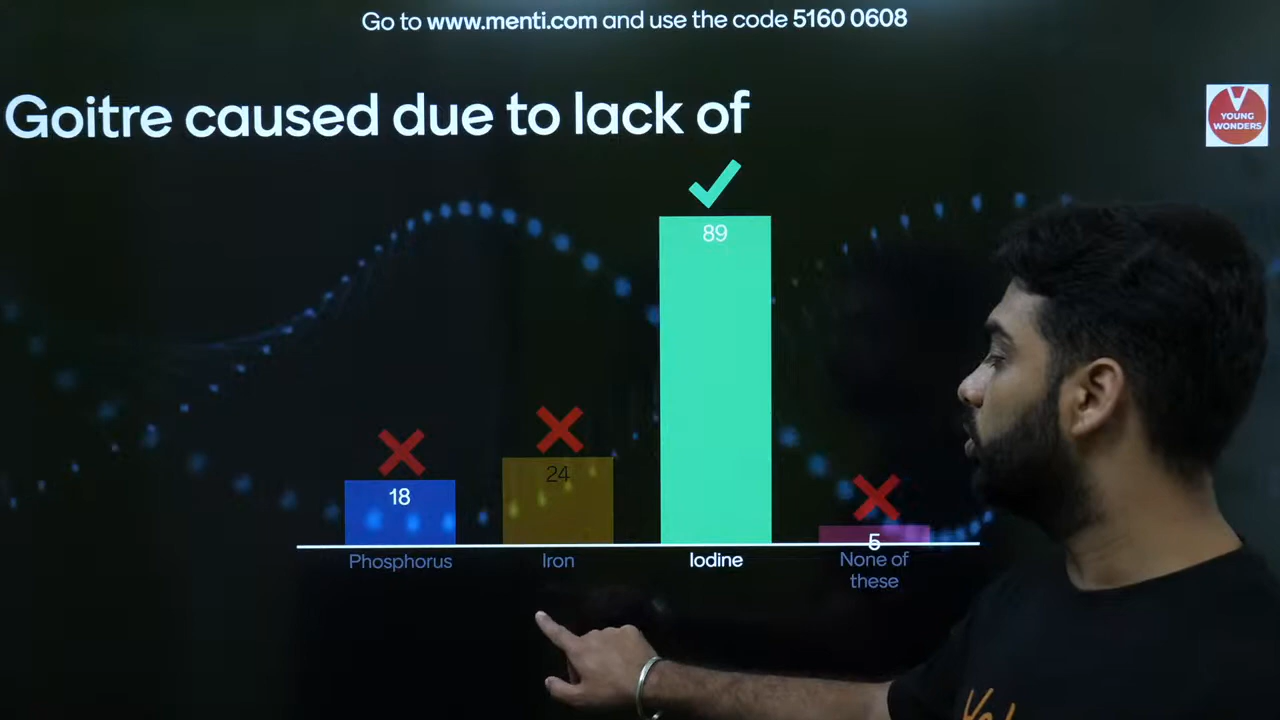 Go to www.menti.com and use the code 5160 0608
Goitre caused due to lack of
YOUNG
WONDERS
89
24
18
5
Phosphorus
Iron
Iodine
None of
these